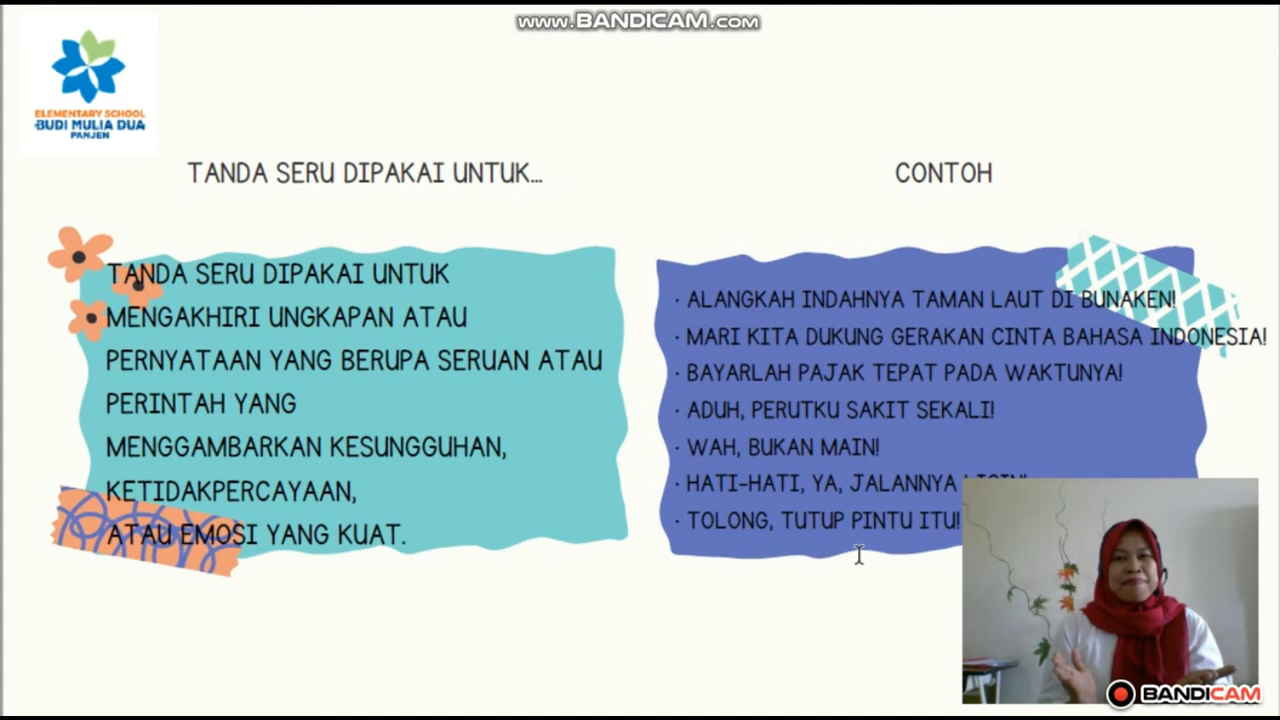 www.BANDICAM.com
ELEMENTARY SCHOOL
BUDI MULIA DUA
PANJEN
TANDA SERU DIPAKAI UNTUK...
TANDA SERU DIPAKAI UNTUK
MENGAKHIRI UNGKAPAN ATAU
PERNYATAAN YANG BERUPA SERUAN ATAU
PERINTAH YANG
MENGGAMBARKAN KESUNGGUHAN,
KETIDAKPERCAYAAN,
ATAU EMOSI YANG KUAT.
CONTOH
· ALANGKAH INDAHNYA TAMAN LAUT DI BUNAKEN!
· MARI KITA DUKUNG GERAKAN CINTA BAHASA INDONESIA!
· BAYARLAH PAJAK TEPAT PADA WAKTUNYA!
· ADUH, PERUTKU SAKIT SEKALI!
· WAH, BUKAN MAIN!
· HATI-HATI, YA, JALANNYA
· TOLONG, TUTUP PINTU ITU!
BANDICAM